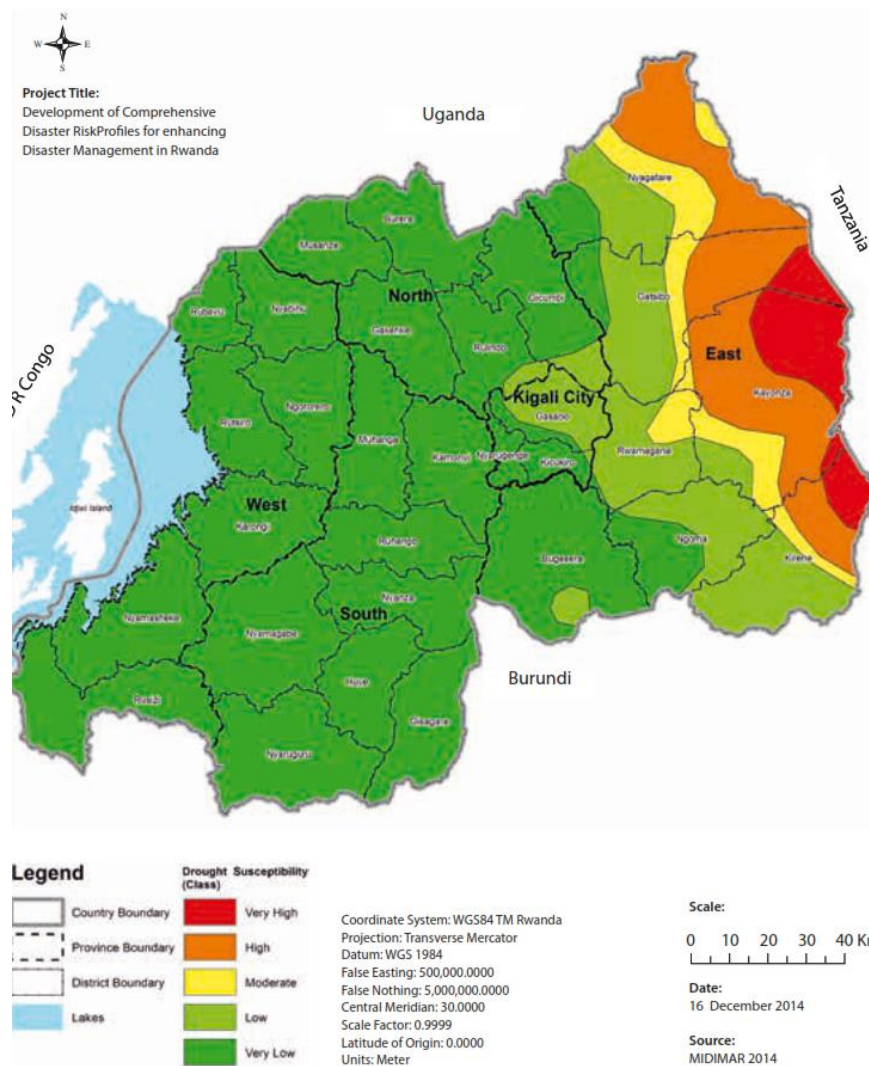 N
W E
S
Project Title:
Development of Comprehensive
Disaster RiskProfiles for enhancing
Disaster Management in Rwanda
Uganda
Tanzania
Nyagatare
Burera
Musanze
North
Gicumbi
Gatsibo
Rubavu
Nyabihu
Gakenke
Rulindo
East
D R Congo
Kigali City
Kayonza
Ngororero
Gasabo
Rutsiro
Muhanga
Kamonyi
Nyarugenge
Kicukiro
Rwamagana
West
Idjwi Island
Karongi
Ruhango
Bugesera
Ngoma
Kirehe
Nyanza
South
Nyamasheke
Nyamagabe
Huye
Burundi
Rusizi
Gisagara
Nyaruguru
Legend
Country Boundary
Province Boundary
District Boundary
Lakes
Drought Susceptibility
(Class)
Very High
High
Moderate
Low
Very Low
Coordinate System: WGS84 TM Rwanda
Projection: Transverse Mercator
Datum: WGS 1984
False Easting: 500,000.0000
False Nothing: 5,000,000.0000
Central Meridian: 30.0000
Scale Factor: 0.9999
Latitude of Origin: 0.0000
Units: Meter
Scale:
0 10 20 30 40
Date:
16 December 2014
Source:
MIDIMAR 2014